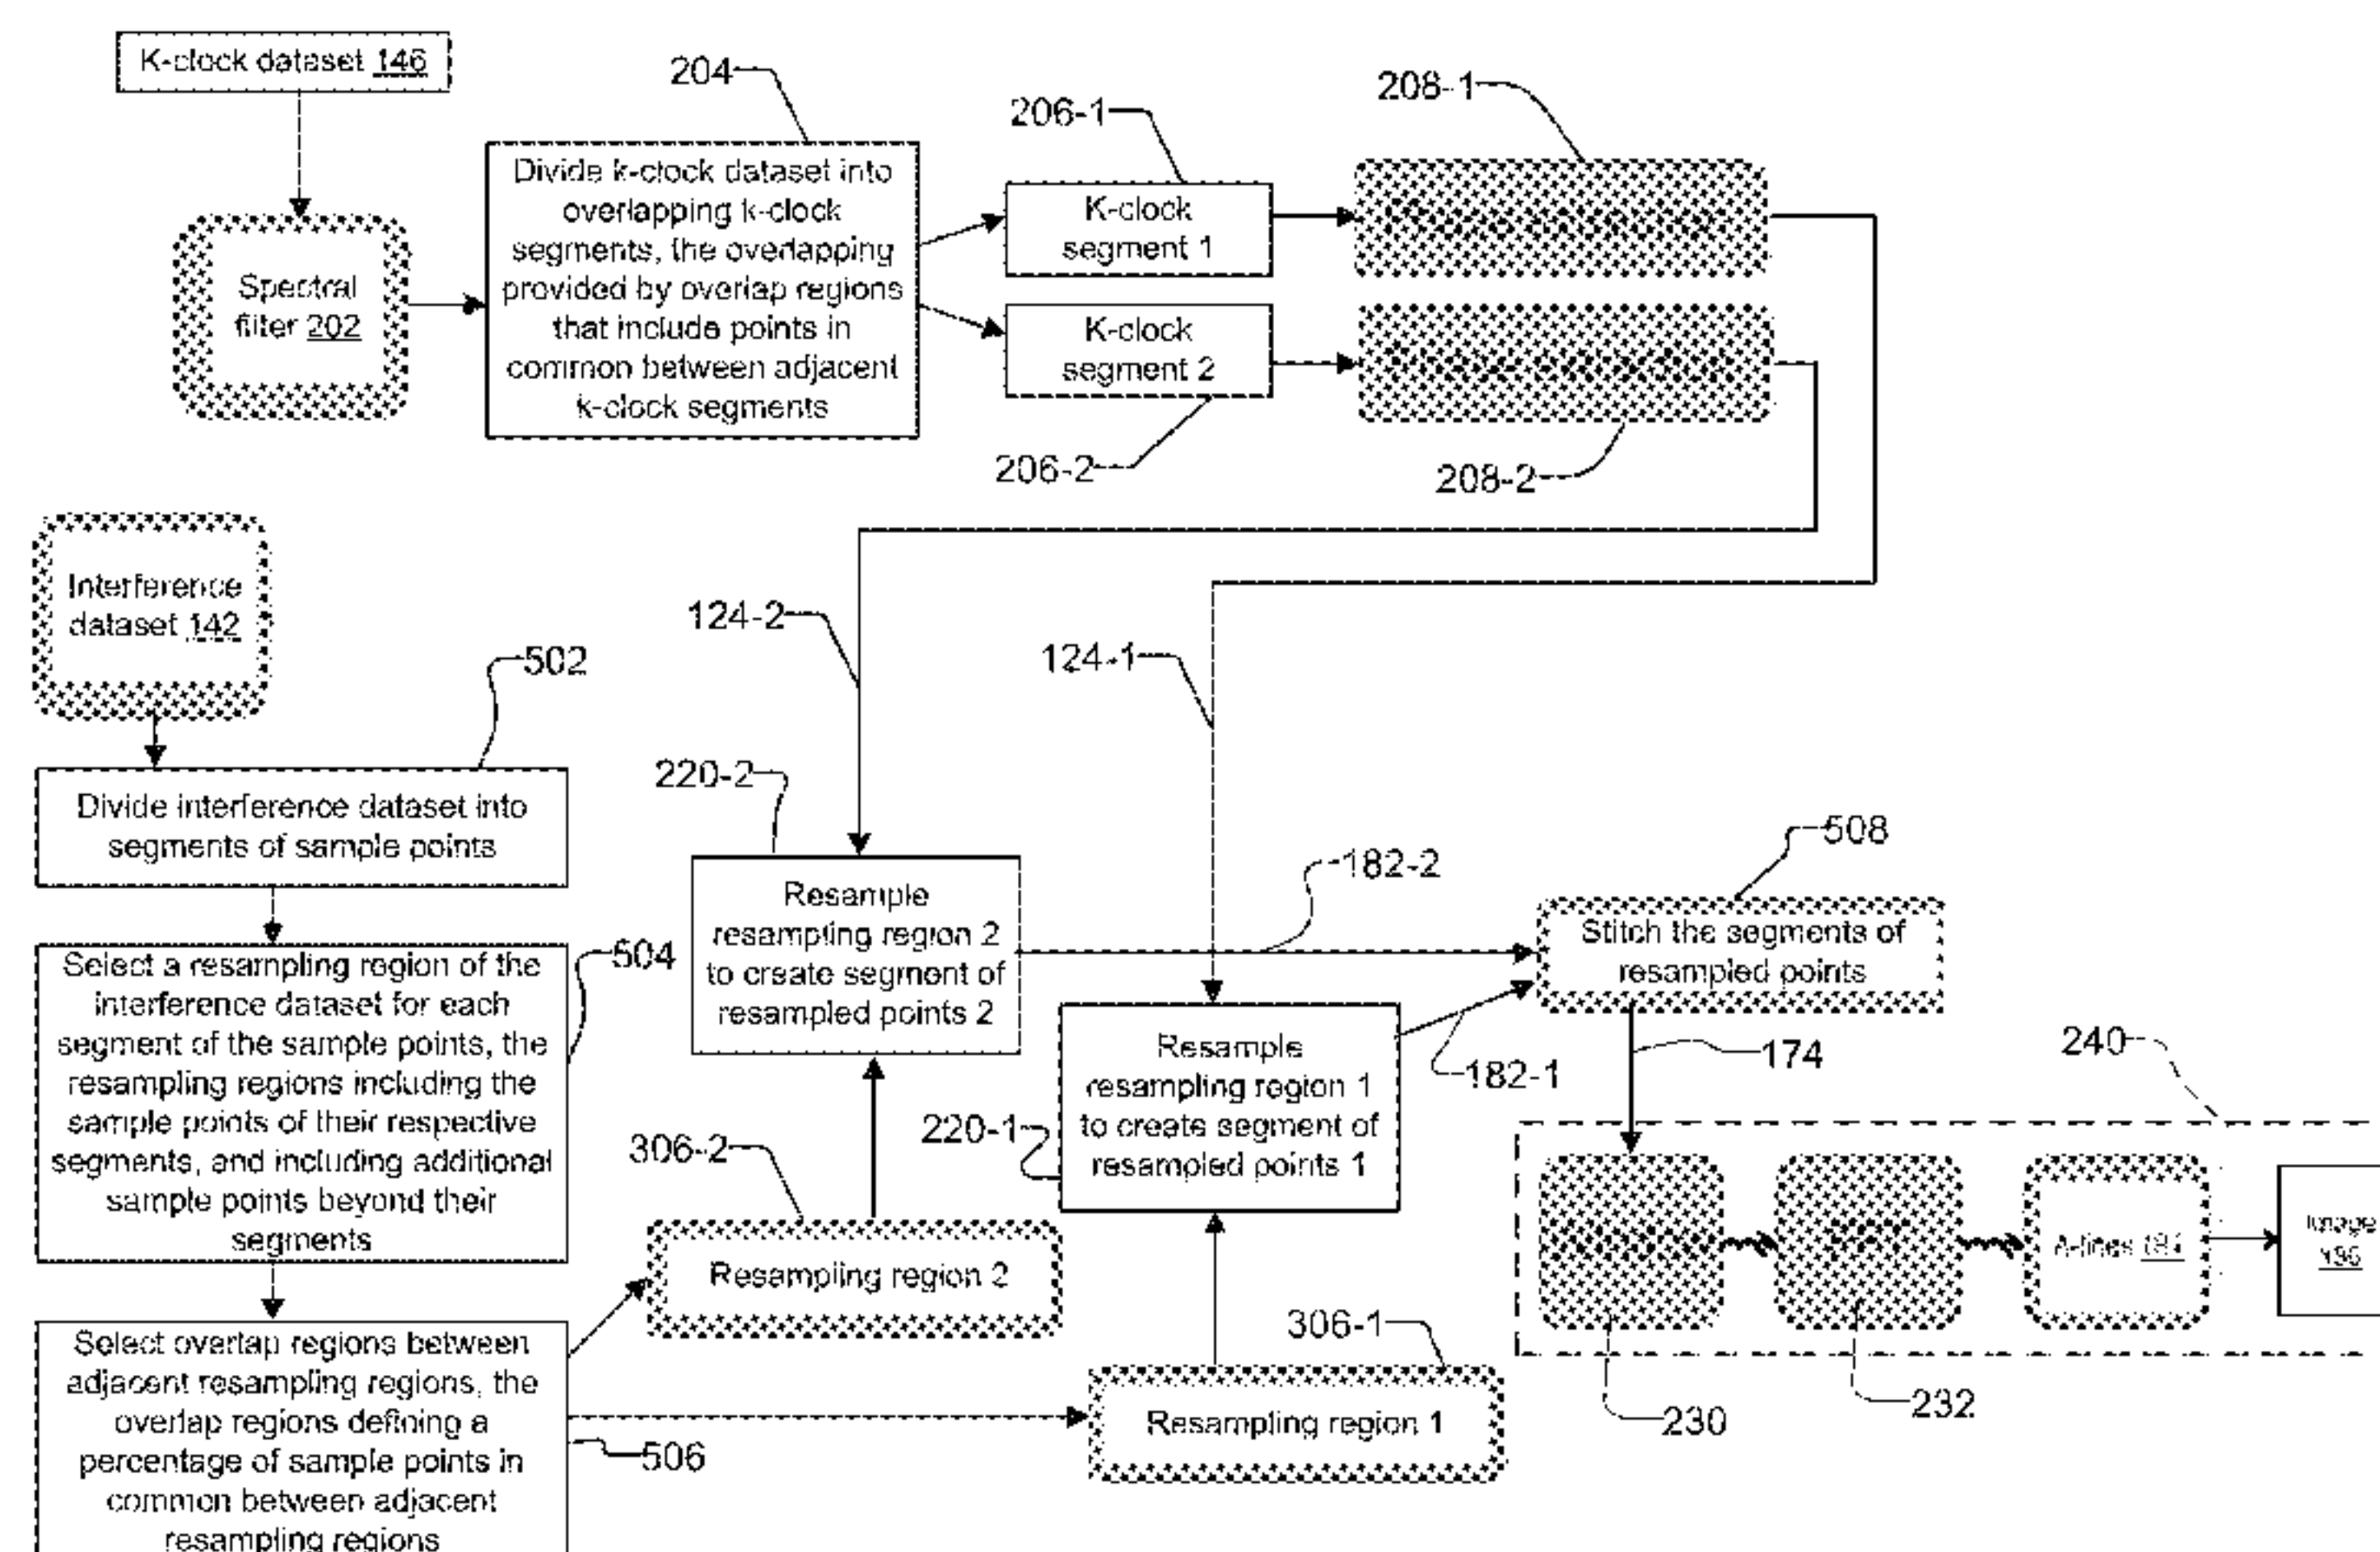 K-clock dataset 146
204
206-1
208-1
Divide k-clock dataset into
overlapping k-clock
segments, the overlapping
provided by overlap regions
that include points in
common between adjacent
k-clock segments
K-clock
segment 1
Spectral
filter 202
K-clock
segment 2
206-2
208-2
Interference
dataset 142
124-2
124-1
502
220-2
Divide interference dataset into
segments of sample points
508
182-2
Resample
resampling region 2
to create segment of
resampled points 2
Stitch the segments of
resampled points
504
Select a resampling region of the
interference dataset for each
segment of the sample points, the
resampling regions including the
sample points of their respective
segments, and including additional
sample points beyond their
segments
174
240
182-1
Resample
resampling region 1
to create segment of
resampled points 1
220-1
306-2
Resampling region 2
A-lines
Image
306-1
Select overlap regions between
adjacent resampling regions, the
overlap regions defining a
percentage of sample points in
common between adjacent
resampling regions
Resampling region 1
230
232
506